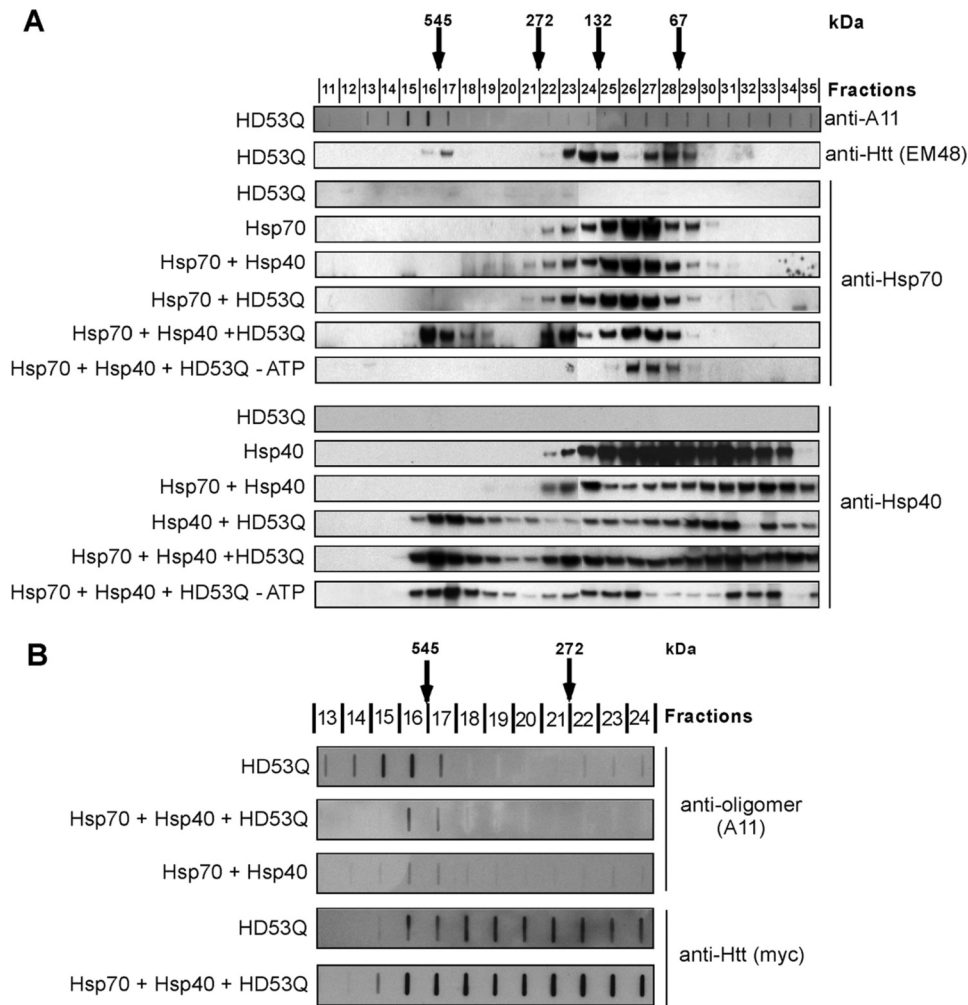 A
545 272 132 67 kDa
11 12 13 14 15 16 17 18 19 20 21 22 23 24 25 26 27 28 29 30 31 32 33 34 35 Fractions
HD53Q anti-A11
HD53Q anti-Htt (EM48)
HD53Q
Hsp70
Hsp70 + Hsp40
Hsp70 + HD53Q
Hsp70 + Hsp40 +HD53Q
Hsp70 + Hsp40 + HD53Q - ATP
anti-Hsp70
HD53Q
Hsp40
Hsp70 + Hsp40
Hsp40 + HD53Q
Hsp70 + Hsp40 +HD53Q
Hsp70 + Hsp40 + HD53Q - ATP
anti-Hsp40
B
545 272 kDa
13 14 15 16 17 18 19 20 21 22 23 24 Fractions
HD53Q
Hsp70 + Hsp40 + HD53Q
Hsp70 + Hsp40
anti-oligomer
(A11)
HD53Q
Hsp70 + Hsp40 + HD53Q
anti-Htt (myc)